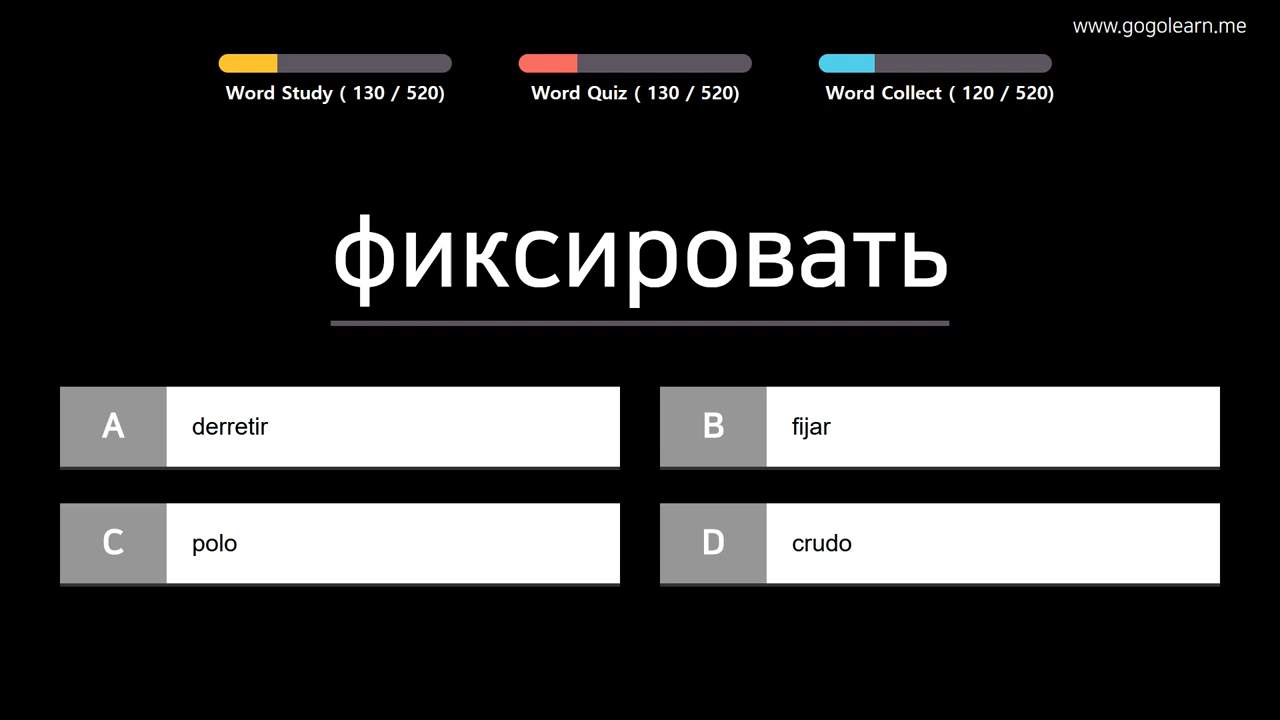 www.gogolearn.me
Word Study ( 130 / 520)
Word Quiz ( 130 / 520)
Word Collect ( 120 / 520)
фиксировать
A derretir
B fijar
C polo
D crudo